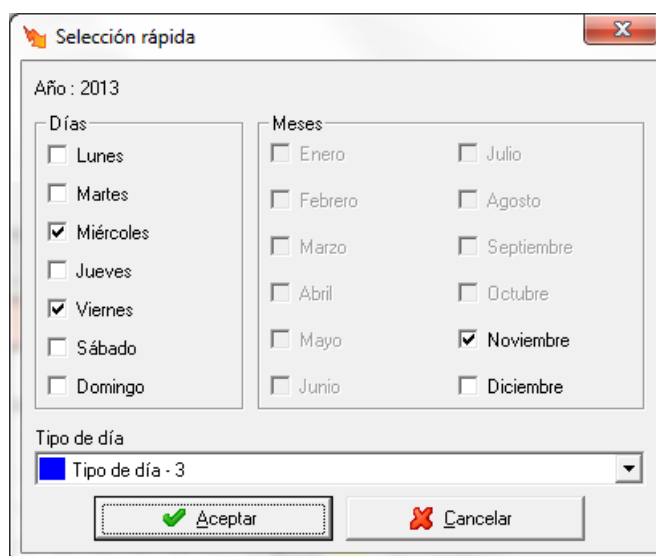 Selección rápida
Año : 2013
Días
Lunes
Martes
Miércoles
Jueves
Viernes
Sábado
Domingo
Meses
Enero
Febrero
Marzo
Abril
Mayo
Junio
Julio
Agosto
Septiembre
Octubre
Noviembre
Diciembre
Tipo de día
Tipo de día - 3
Aceptar
Cancelar